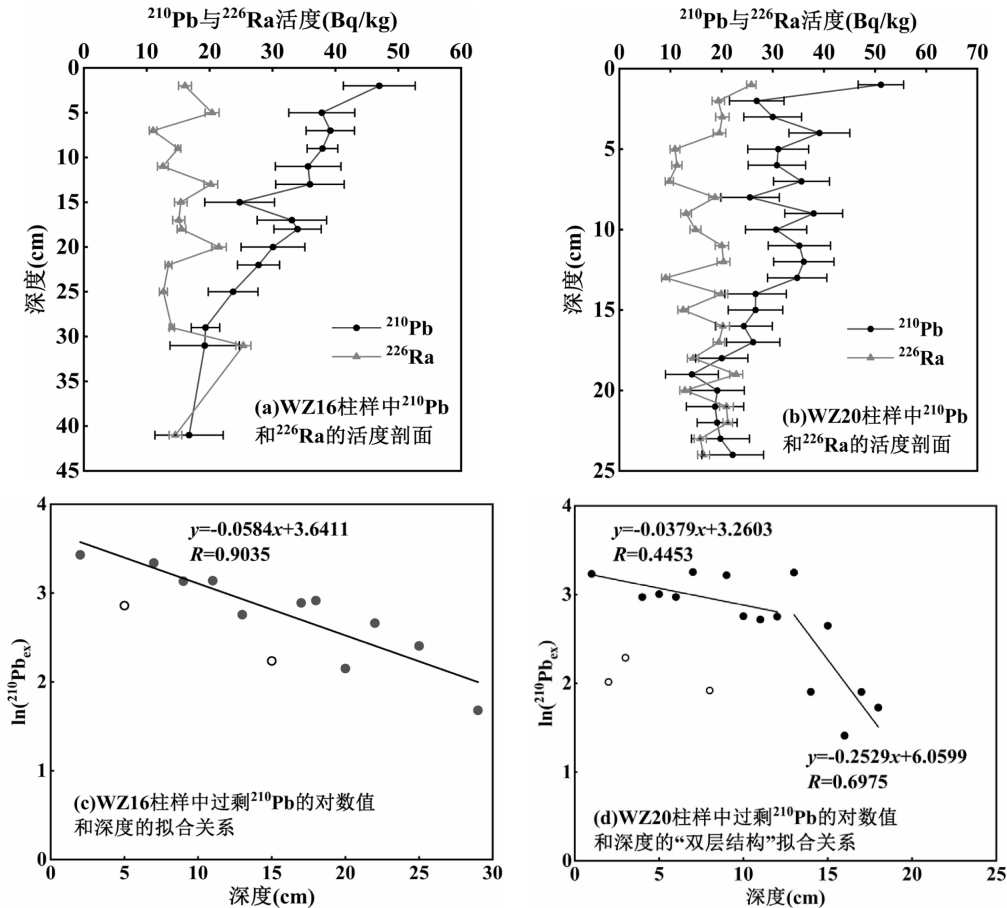 ²¹⁰Pb与²²⁶Ra活度(Bq/kg)
0 10 20 30 40 50 60
0
5
10
15
20
25
30
35
40
45
深度(cm)
²¹⁰Pb
²²⁶Ra
(a)WZ16柱样中²¹⁰Pb
和²²⁶Ra的活度剖面
²¹⁰Pb与²²⁶Ra活度(Bq/kg)
0 10 20 30 40 50 60 70
0
5
10
15
20
25
深度(cm)
²¹⁰Pb
²²⁶Ra
(b)WZ20柱样中²¹⁰Pb
和²²⁶Ra的活度剖面
4
3
2
1
0
ln(²¹⁰Pbₑₓ)
y=-0.0584x+3.6411
R=0.9035
(c)WZ16柱样中过剩²¹⁰Pb的对数值
和深度的拟合关系
0 5 10 15 20 25 30
深度(cm)
4
3
2
1
0
ln(²¹⁰Pbₑₓ)
y=-0.0379x+3.2603
R=0.4453
y=-0.2529x+6.0599
R=0.6975
(d)WZ20柱样中过剩²¹⁰Pb的对数值
和深度的“双层结构”拟合关系
0 5 10 15 20 25
深度(cm)